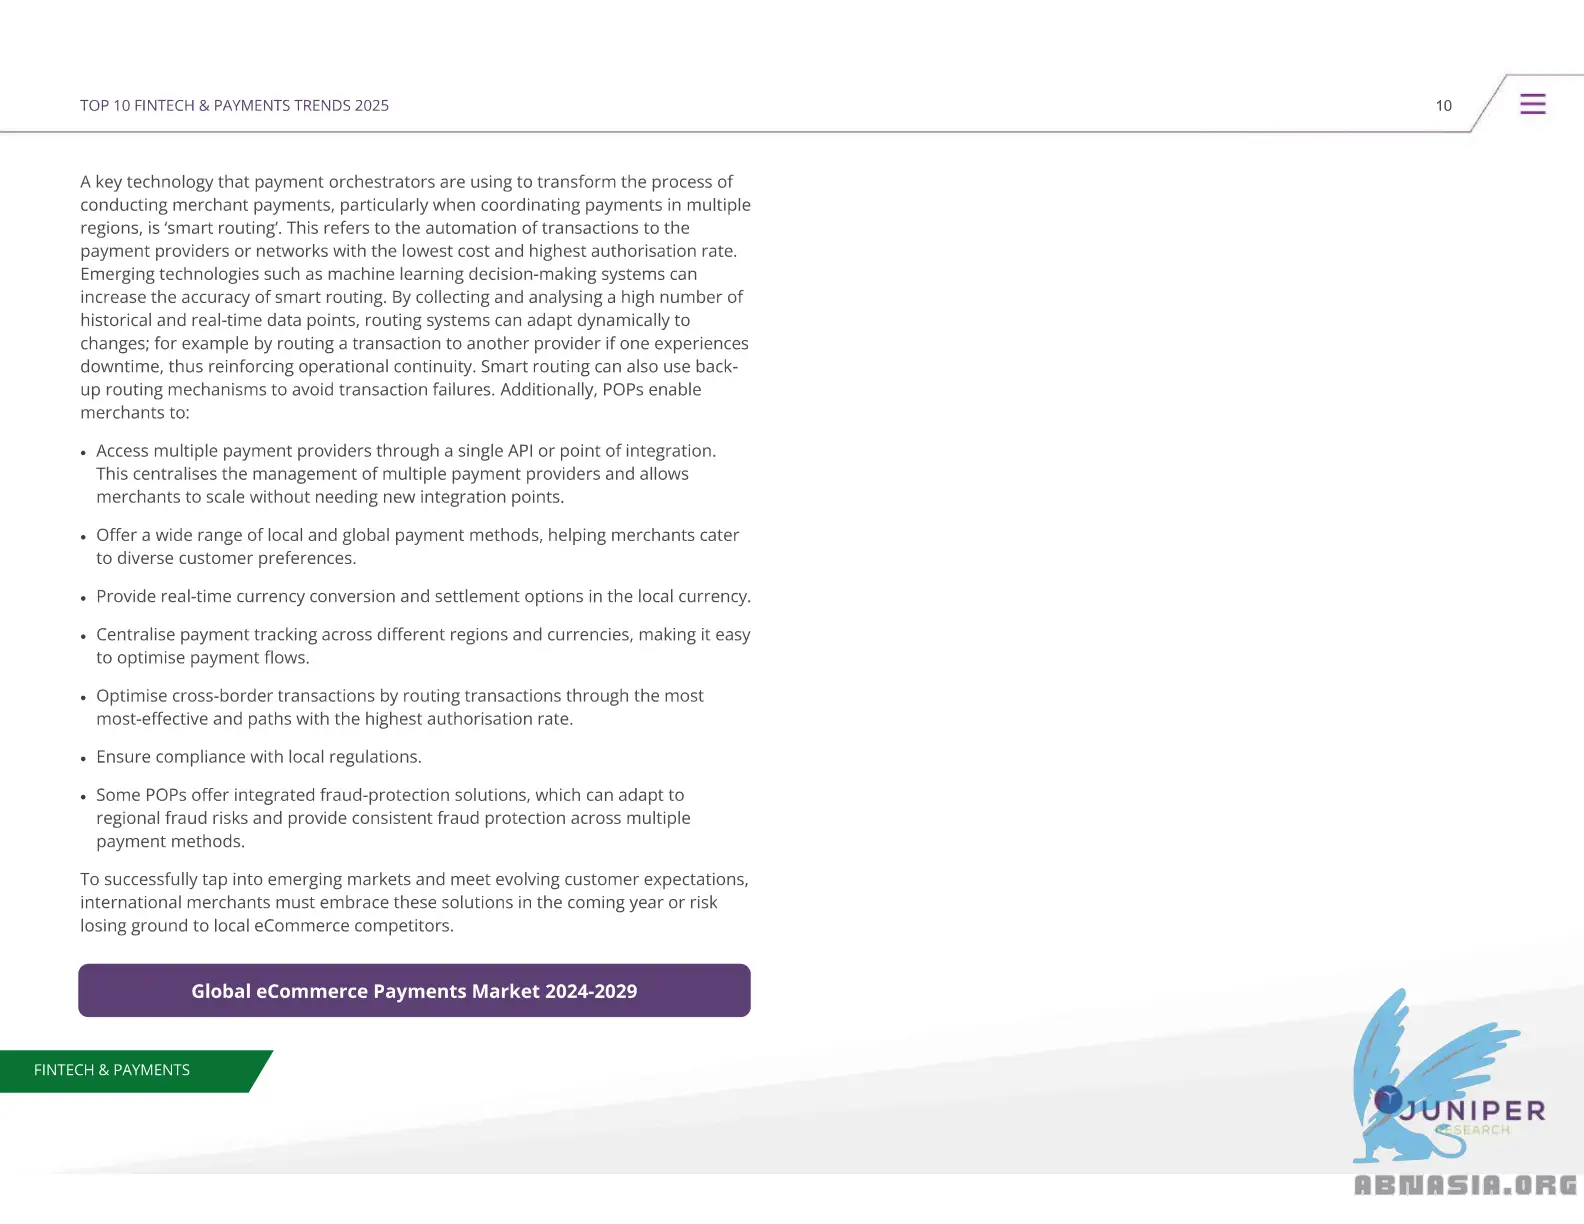 TOP 10 FINTECH & PAYMENTS TRENDS 2025
10
A key technology that payment orchestrators are using to transform the process of
conducting merchant payments, particularly when coordinating payments in multiple
regions, is ‘smart routing’. This refers to the automation of transactions to the
payment providers or networks with the lowest cost and highest authorisation rate.
Emerging technologies such as machine learning decision-making systems can
increase the accuracy of smart routing. By collecting and analysing a high number of
historical and real-time data points, routing systems can adapt dynamically to
changes; for example by routing a transaction to another provider if one experiences
downtime, thus reinforcing operational continuity. Smart routing can also use back-
up routing mechanisms to avoid transaction failures. Additionally, POPs enable
merchants to:
• Access multiple payment providers through a single API or point of integration.
This centralises the management of multiple payment providers and allows
merchants to scale without needing new integration points.
• Offer a wide range of local and global payment methods, helping merchants cater
to diverse customer preferences.
• Provide real-time currency conversion and settlement options in the local currency.
• Centralise payment tracking across different regions and currencies, making it easy
to optimise payment flows.
• Optimise cross-border transactions by routing transactions through the most
most-effective and paths with the highest authorisation rate.
• Ensure compliance with local regulations.
• Some POPs offer integrated fraud-protection solutions, which can adapt to
regional fraud risks and provide consistent fraud protection across multiple
payment methods.
To successfully tap into emerging markets and meet evolving customer expectations,
international merchants must embrace these solutions in the coming year or risk
losing ground to local eCommerce competitors.
Global eCommerce Payments Market 2024-2029
FINTECH & PAYMENTS
JUNIPER
RESEARCH
ABNASIA.ORG